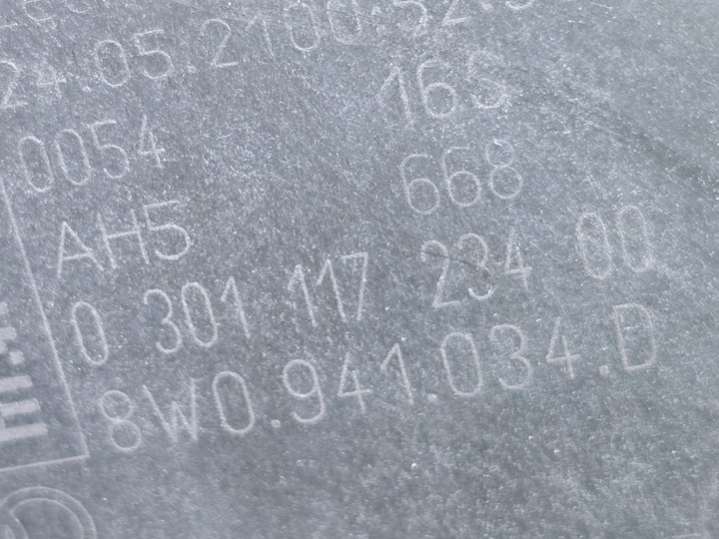 24.05.2100:52.
0054 16S
AH5 668
0 301 117 234 00
8W0.941.034.D